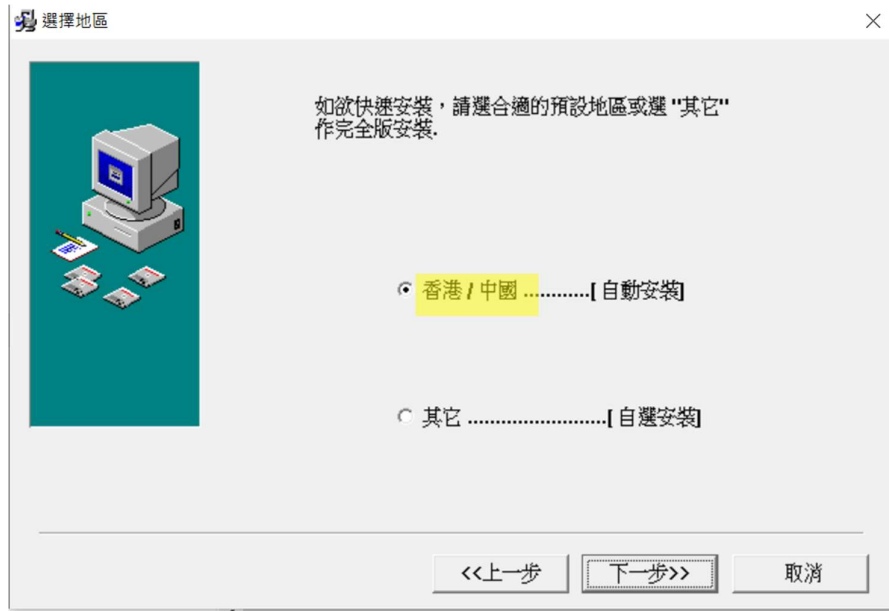 選擇地區
如欲快速安裝，請選合適的預設地區或選 "其它"
作完全版安裝.
香港 / 中國 ............[ 自動安裝]
其它 .........................[ 自選安裝]
<<上一步
下一步>>
取消